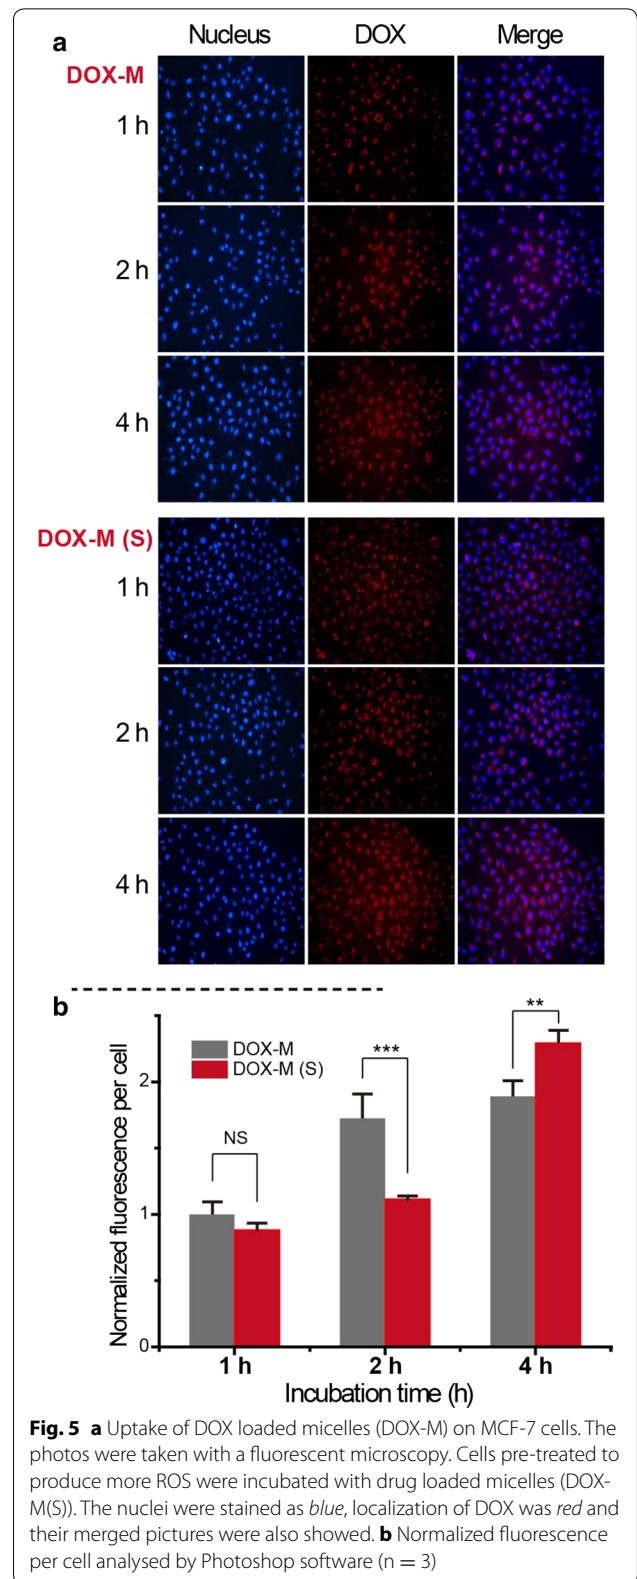 a
Nucleus DOX Merge
DOX-M
1 h
2 h
4 h
DOX-M (S)
1 h
2 h
4 h
b
Normalized fluorescence per cell
2
1
0
DOX-M
DOX-M (S)
NS
***
**
1 h 2 h 4 h
Incubation time (h)
Fig. 5 a Uptake of DOX loaded micelles (DOX-M) on MCF-7 cells. The
photos were taken with a fluorescent microscopy. Cells pre-treated to
produce more ROS were incubated with drug loaded micelles (DOX-
M(S)). The nuclei were stained as blue, localization of DOX was red and
their merged pictures were also showed. b Normalized fluorescence
per cell analysed by Photoshop software (n = 3)